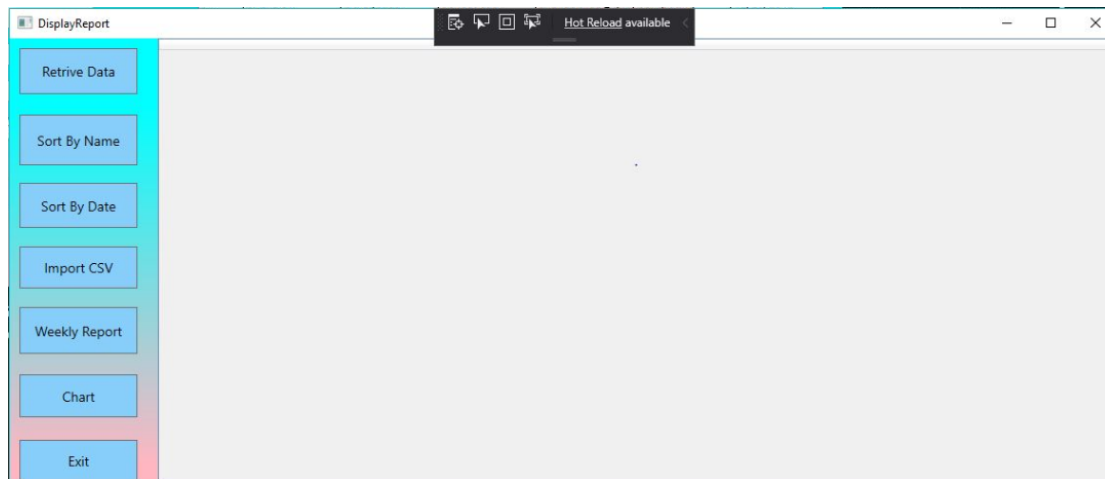 DisplayReport
Hot Reload available
Retrive Data
Sort By Name
Sort By Date
Import CSV
Weekly Report
Chart
Exit